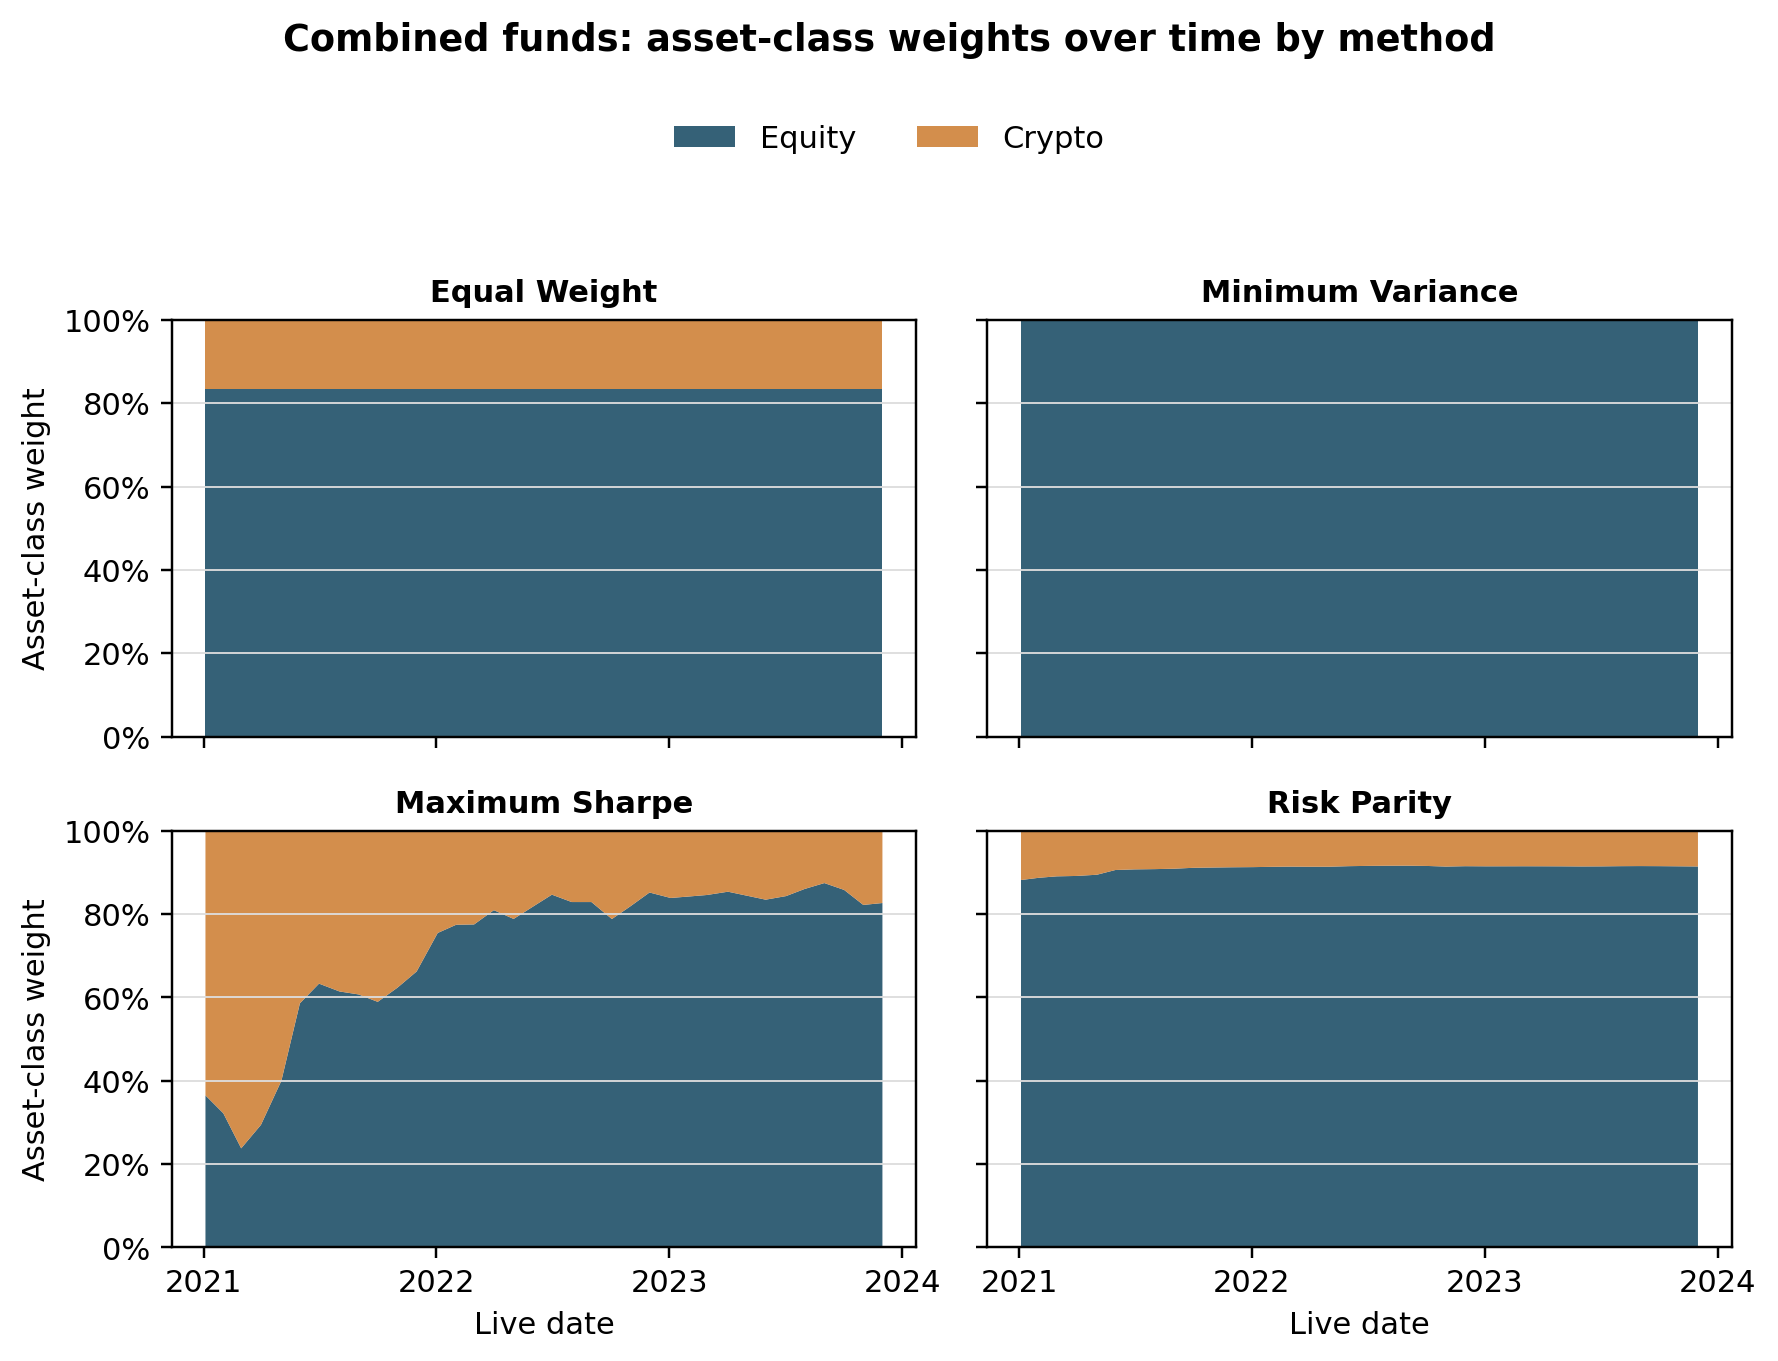 Combined funds: asset-class weights over time by method
Equity
Crypto
Equal Weight
Minimum Variance
Asset-class weight
100%
80%
60%
40%
20%
0%
Maximum Sharpe
Risk Parity
Asset-class weight
100%
80%
60%
40%
20%
0%
2021 2022 2023 2024
2021 2022 2023 2024
Live date
Live date